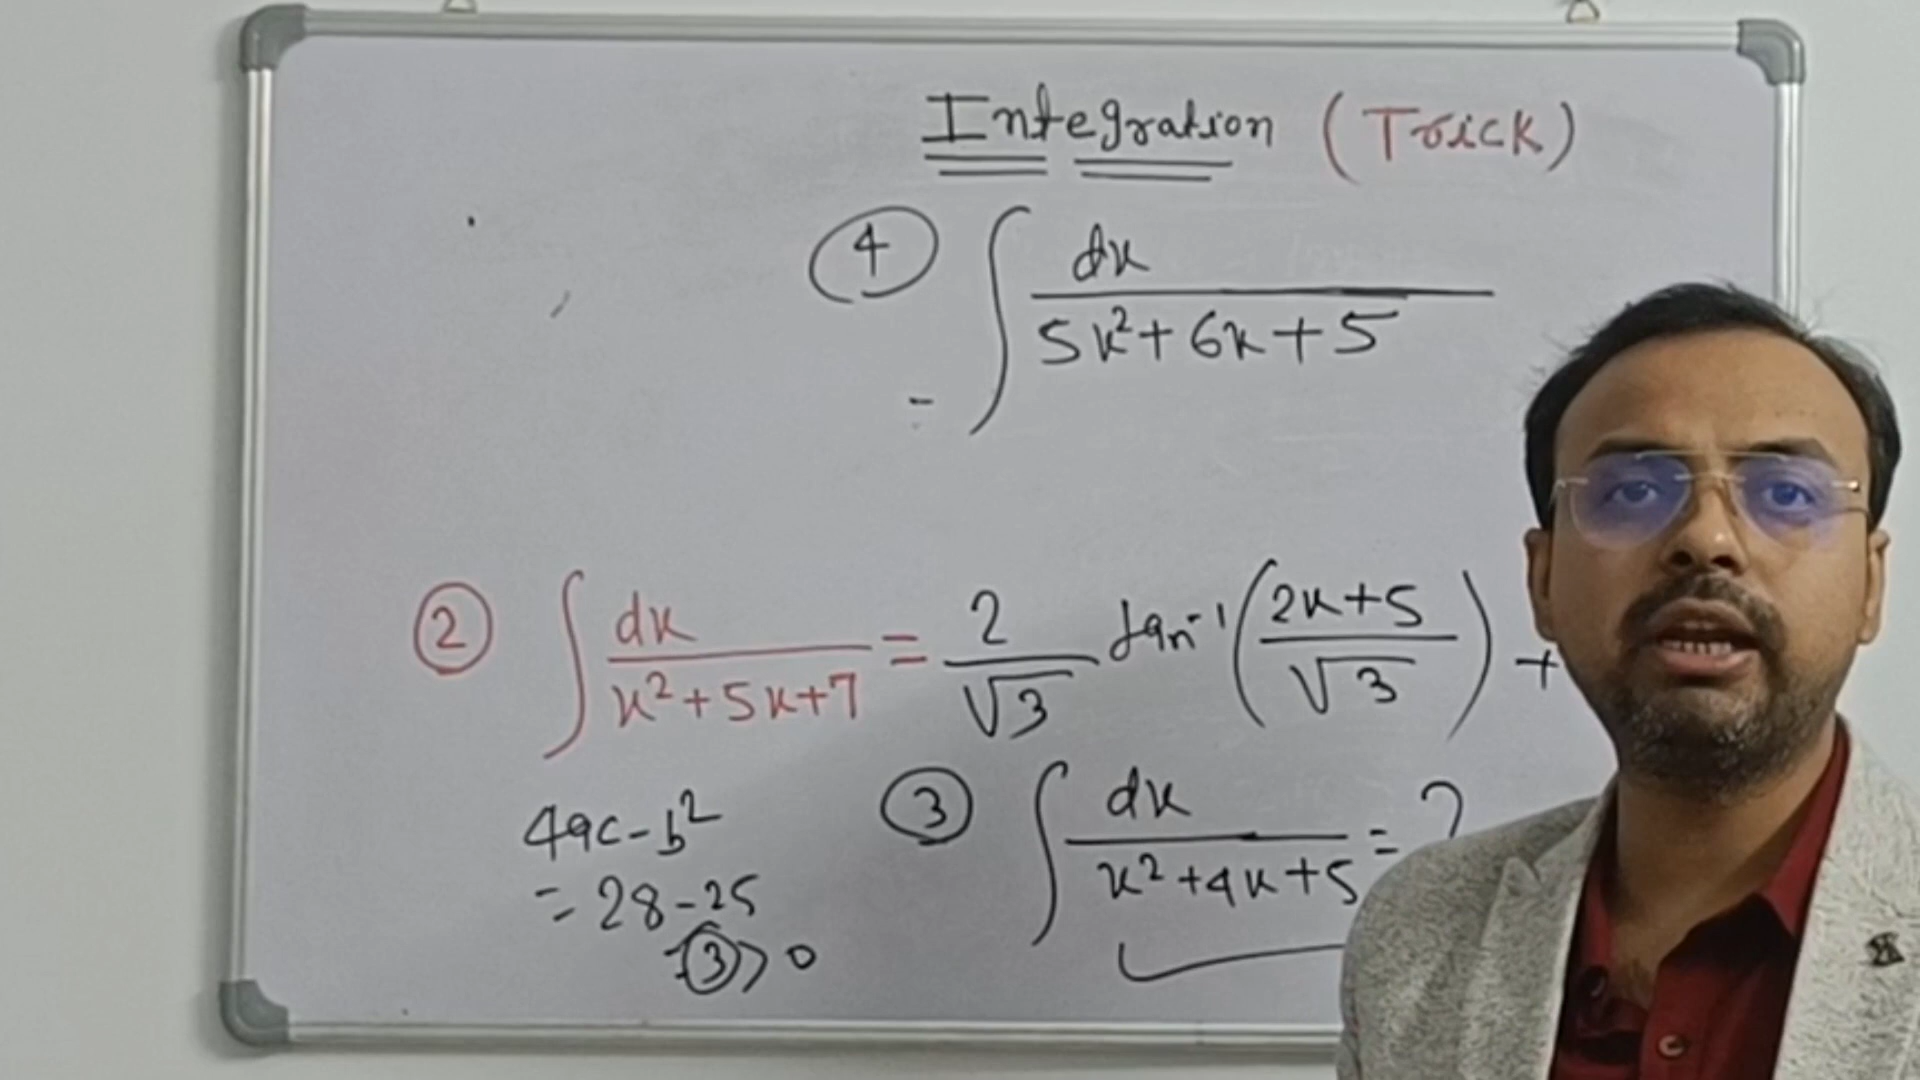 Integration (Trick)
④ ∫ dx / (5x² + 6x + 5)
② ∫ dx / (x² + 5x + 7) = 2/√3 tan⁻¹((2x+5)/√3) +
4ac - b²
= 28 - 25
= ③ > 0
③ ∫ dx / (x² + 4x + 5) = ?